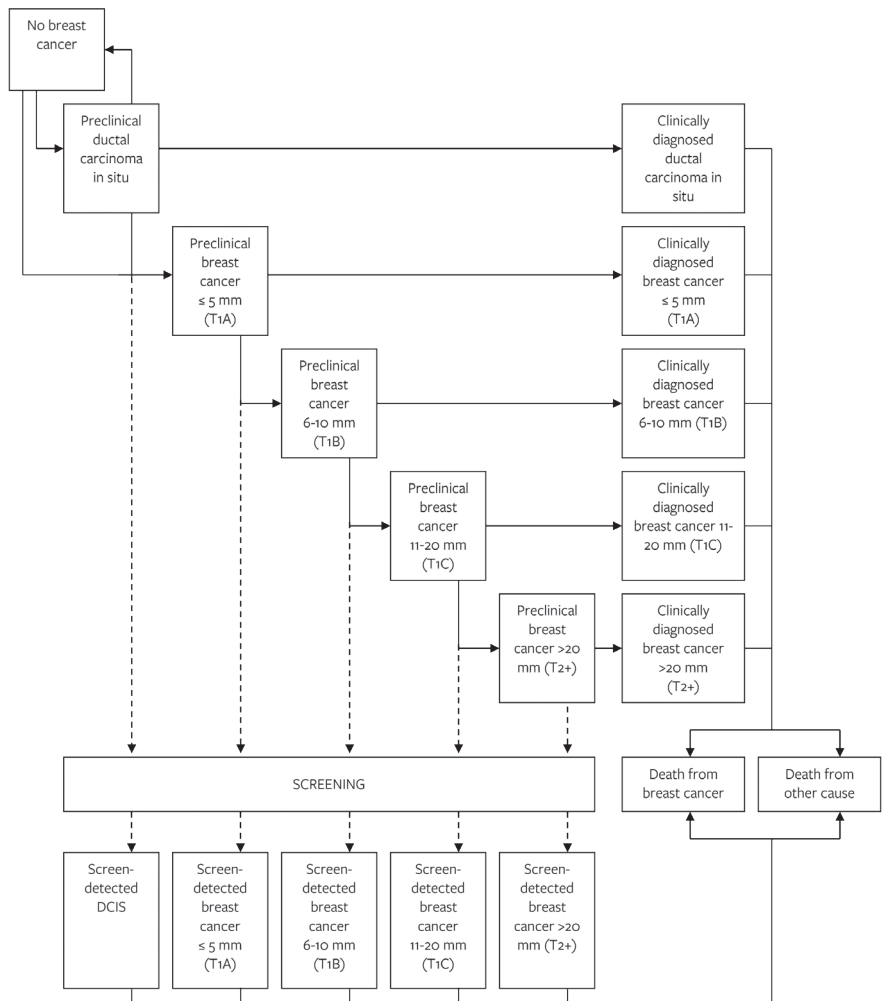 No breast
cancer
Preclinical
ductal
carcinoma
in situ
Clinically
diagnosed
ductal
carcinoma in
situ
Preclinical
breast
cancer
≤ 5 mm
(T1A)
Clinically
diagnosed
breast cancer
≤ 5 mm
(T1A)
Preclinical
breast
cancer
6-10 mm
(T1B)
Clinically
diagnosed
breast cancer
6-10 mm (T1B)
Preclinical
breast
cancer
11-20 mm
(T1C)
Clinically
diagnosed
breast cancer 11-
20 mm (T1C)
Preclinical
breast
cancer >20
mm (T2+)
Clinically
diagnosed
breast cancer
>20 mm
(T2+)
SCREENING
Death from
breast cancer
Death from
other cause
Screen-
detected
DCIS
Screen-
detected
breast
cancer
≤ 5 mm
(T1A)
Screen-
detected
breast
cancer
6-10 mm
(T1B)
Screen-
detected
breast
cancer
11-20 mm
(T1C)
Screen-
detected
breast
cancer >20
mm (T2+)